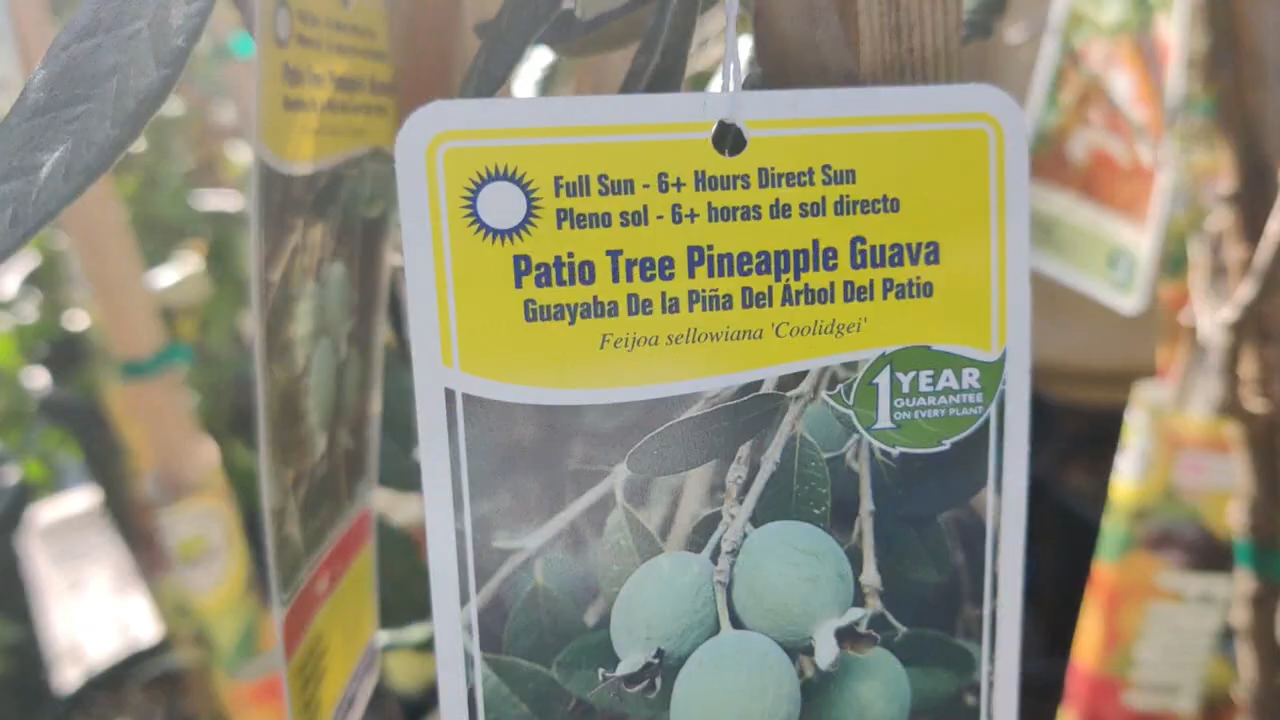 Full Sun - 6+ Hours Direct Sun
Pleno sol - 6+ horas de sol directo
Patio Tree Pineapple Guava
Guayaba De la Piña Del Árbol Del Patio
Feijoa sellowiana 'Coolidgei'
1 YEAR
GUARANTEE
ON EVERY PLANT